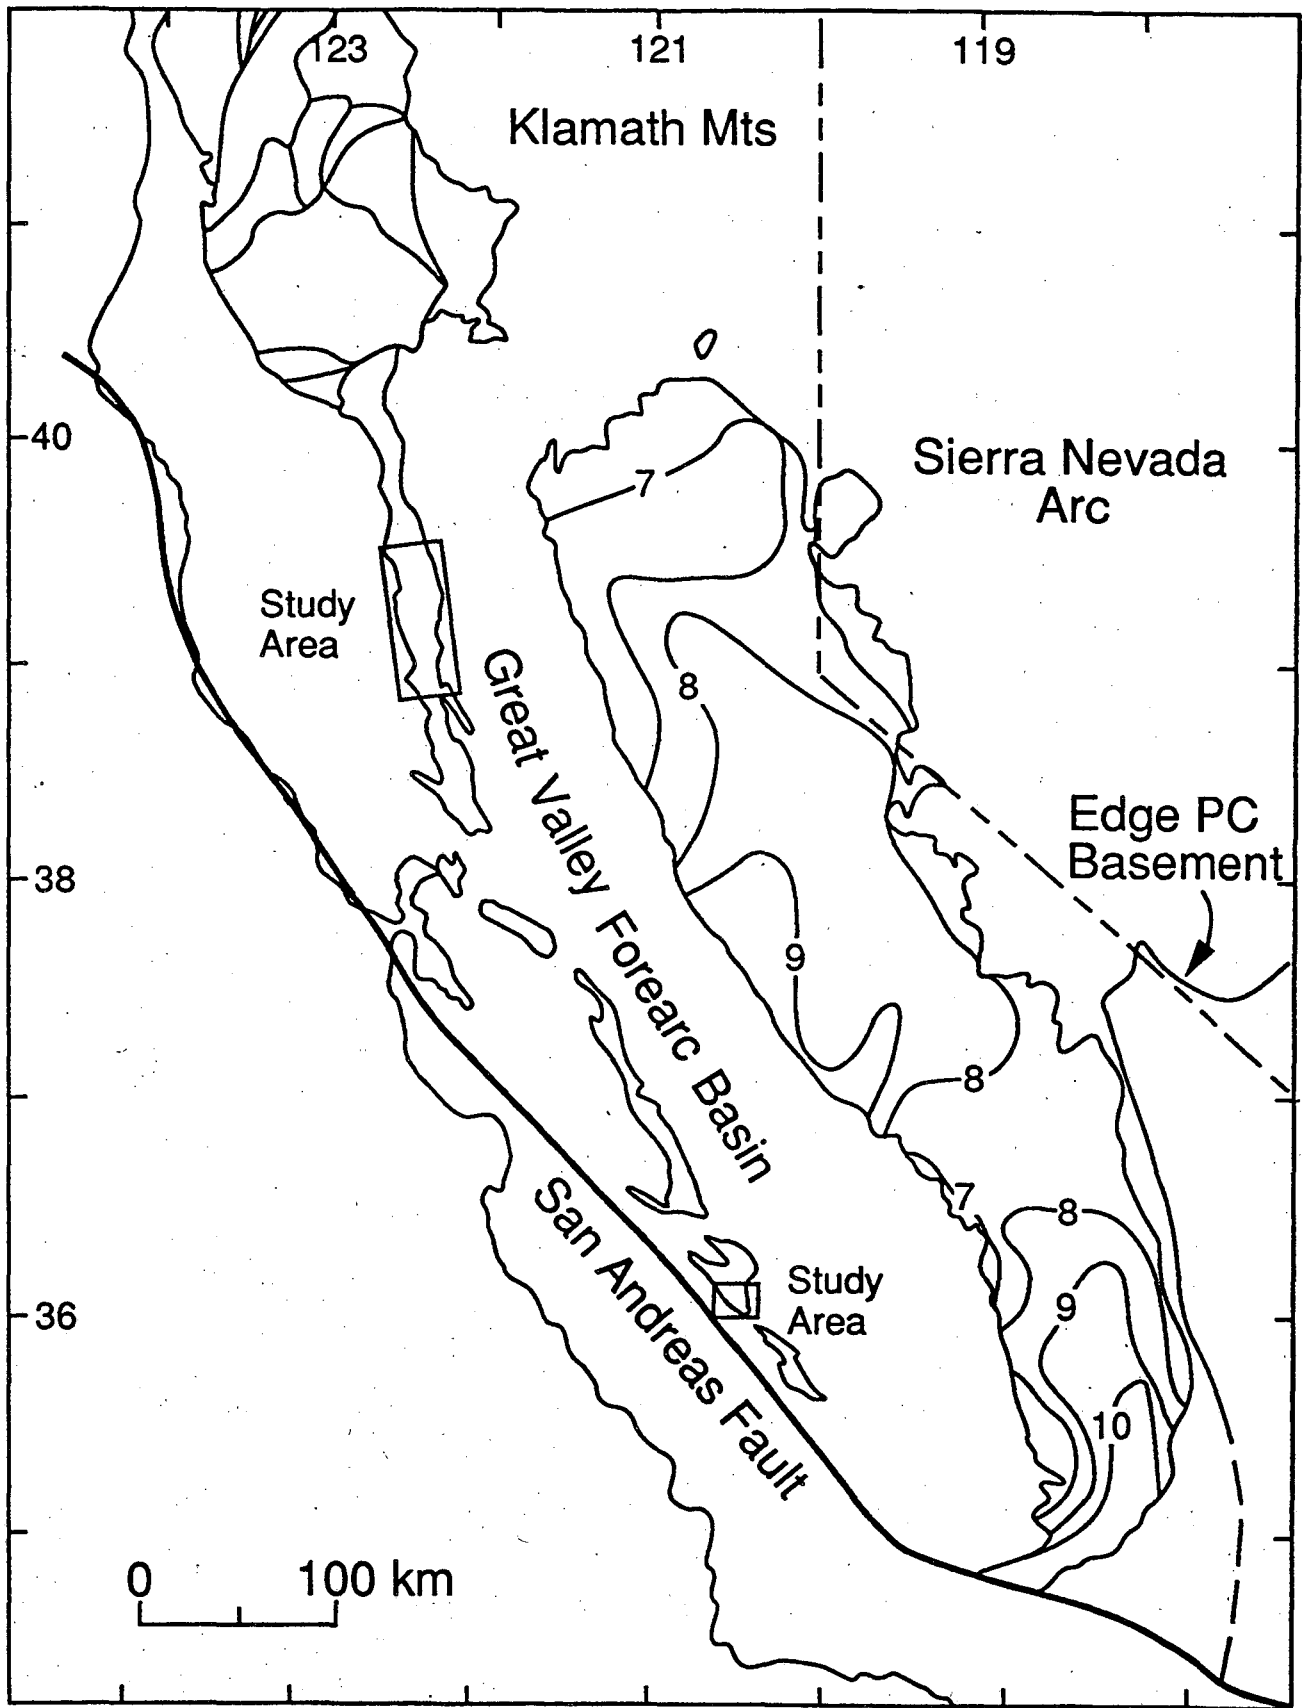 123
121
119
Klamath Mts
40
Sierra Nevada
Arc
7
Study
Area
Great Valley Forearc Basin
8
Edge PC
Basement
38
9
8
San Andreas Fault
7
8
Study
Area
36
9
10
0
100 km